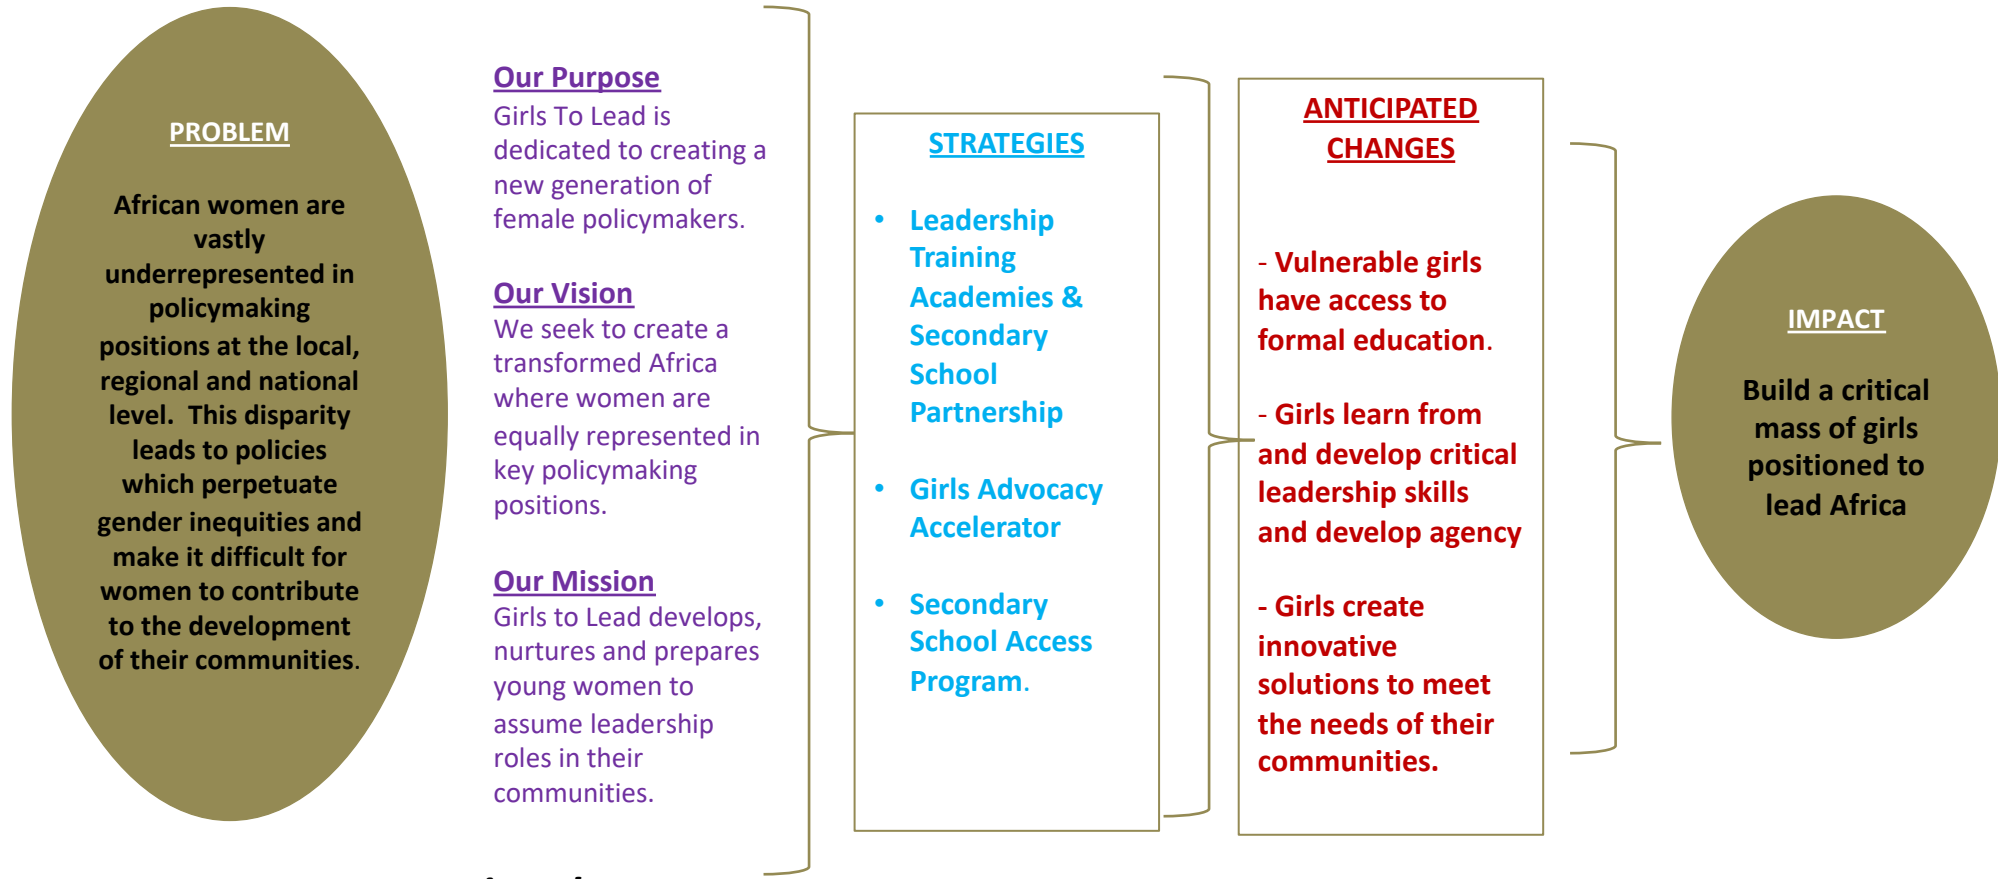 PROBLEM
African women are
vastly
underrepresented in
policymaking
positions at the local,
regional and national
level.  This disparity
leads to policies
which perpetuate
gender inequities and
make it difficult for
women to contribute
to the development
of their communities.
Our Purpose
Girls To Lead is
dedicated to creating a
new generation of
female policymakers.
Our Vision
We seek to create a
transformed Africa
where women are
equally represented in
key policymaking
positions.
Our Mission
Girls to Lead develops,
nurtures and prepares
young women to
assume leadership
roles in their
communities.
STRATEGIES
• Leadership
Training
Academies &
Secondary
School
Partnership
• Girls Advocacy
Accelerator
• Secondary
School Access
Program.
ANTICIPATED
CHANGES
- Vulnerable girls
have access to
formal education.
- Girls learn from
and develop critical
leadership skills
and develop agency
- Girls create
innovative
solutions to meet
the needs of their
communities.
IMPACT
Build a critical
mass of girls
positioned to
lead Africa